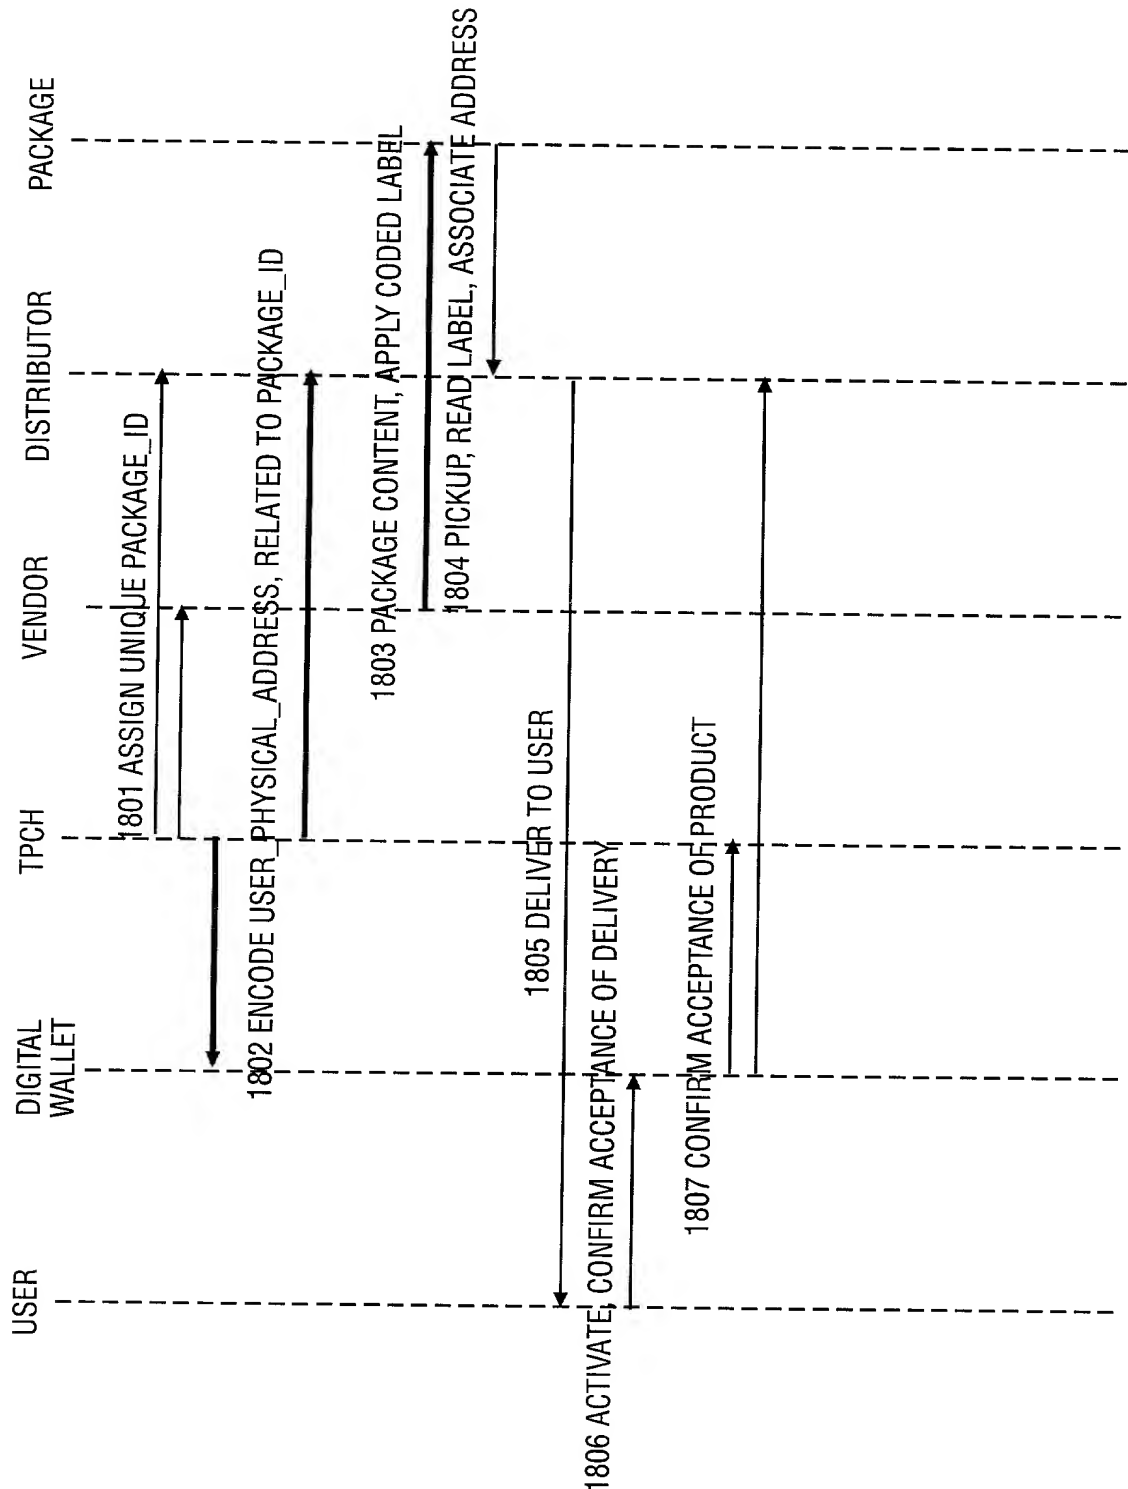 USER
DIGITAL
WALLET
TPCH
VENDOR
DISTRIBUTOR
PACKAGE
1801 ASSIGN UNIQUE PACKAGE_ID
1802 ENCODE USER_PHYSICAL_ADDRESS, RELATED TO PACKAGE_ID
1803 PACKAGE CONTENT, APPLY CODED LABEL
1804 PICKUP, READ LABEL, ASSOCIATE ADDRESS
1805 DELIVER TO USER
1806 ACTIVATE, CONFIRM ACCEPTANCE OF DELIVERY
1807 CONFIRM ACCEPTANCE OF PRODUCT